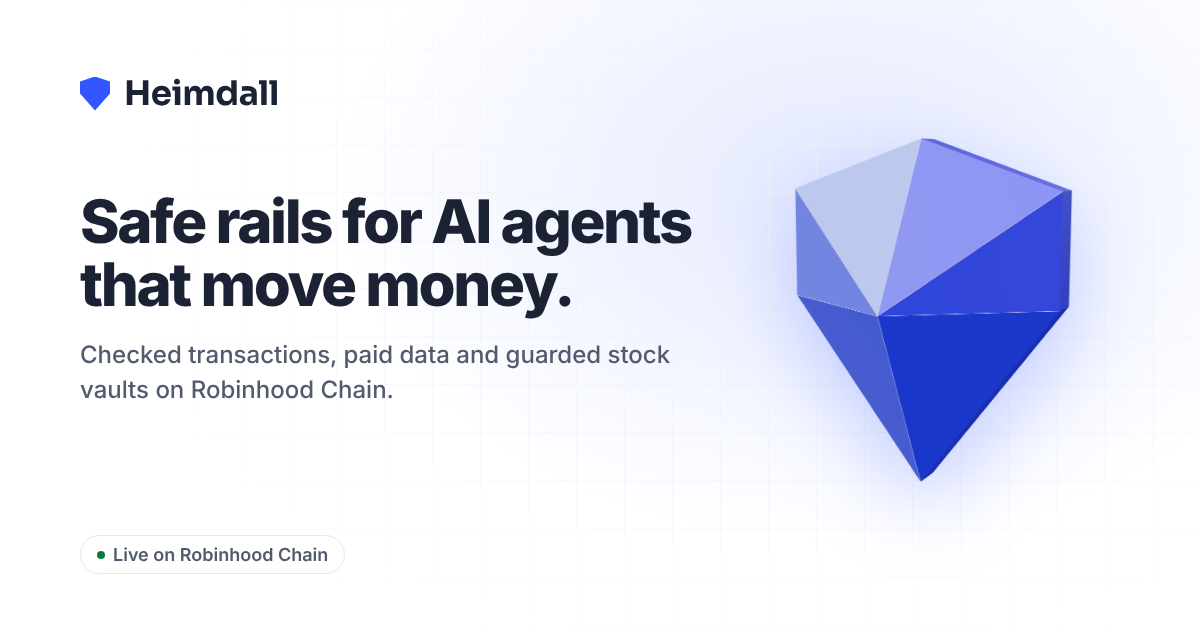 Heimdall
Safe rails for AI agents
that move money.
Checked transactions, paid data and guarded stock
vaults on Robinhood Chain.
Live on Robinhood Chain